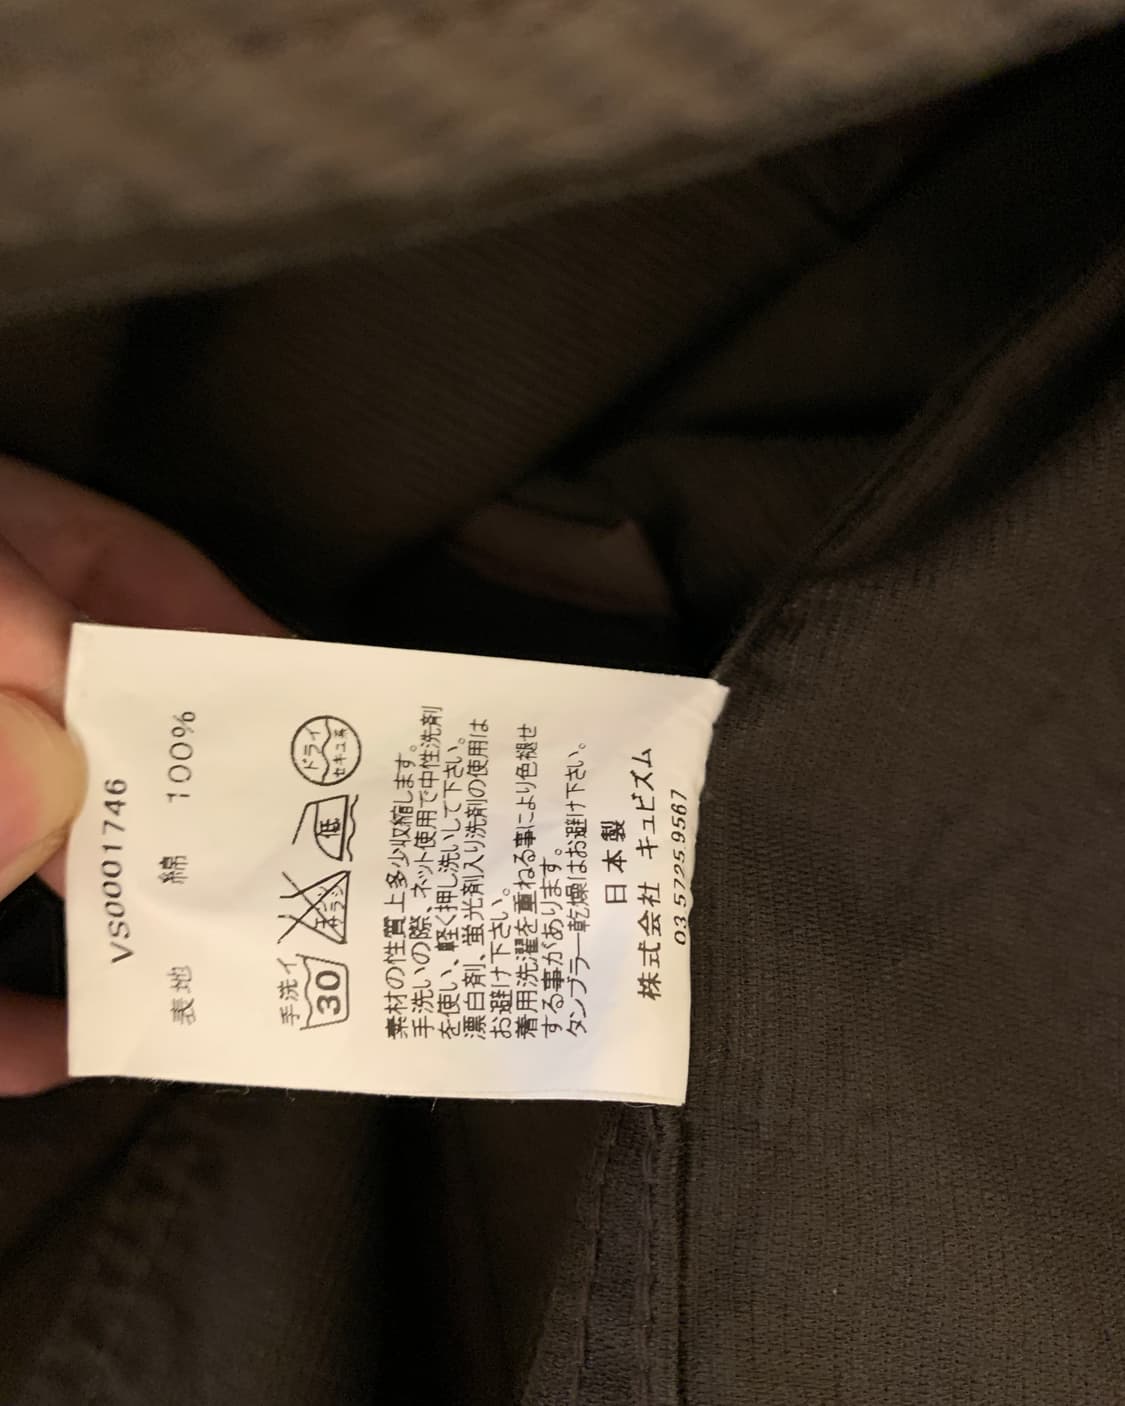 VS0001746
表地 綿 100%
手洗イ
30
エンソ
サラシ
低
ドライ
セキユ系
素材の性質上多少収縮します。
手洗いの際、ネット使用で中性洗剤
を使い、軽く押し洗いして下さい。
漂白剤、蛍光剤入り洗剤の使用は
お避け下さい。
着用洗濯を重ねる事により色褪せ
する事があります。
タンブラー乾燥はお避け下さい。
日本製
株式会社 キュビズム
03.5725.9567